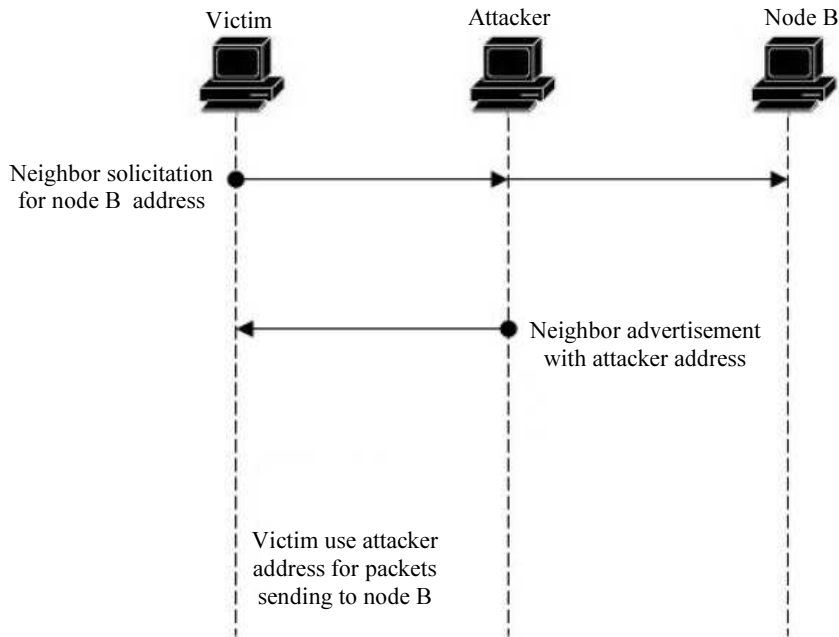 Victim
Attacker
Node B
Neighbor solicitation
for node B address
Neighbor advertisement
with attacker address
Victim use attacker
address for packets
sending to node B